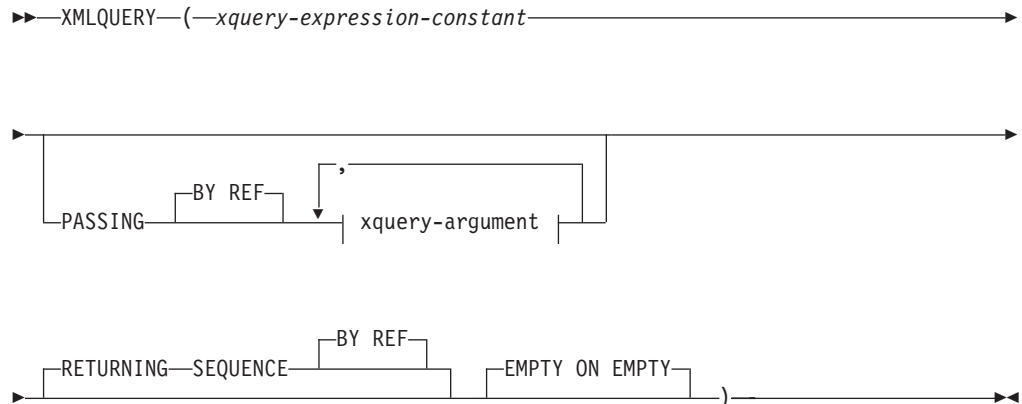 XMLQUERY ( xquery-expression-constant
,
BY REF
PASSING xquery-argument
BY REF
RETURNING SEQUENCE EMPTY ON EMPTY
)